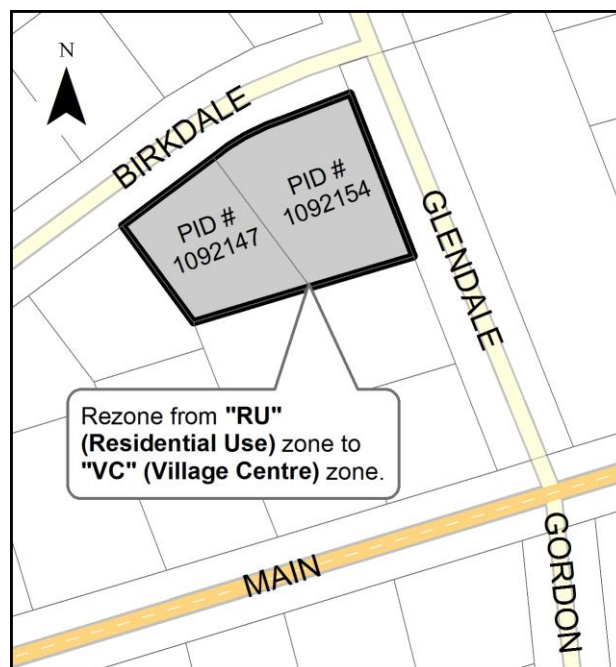 N
BIRKDALE
PID #
1092154
PID #
1092147
GLENDALE
Rezone from "RU"
(Residential Use) zone to
"VC" (Village Centre) zone.
MAIN
GORDON